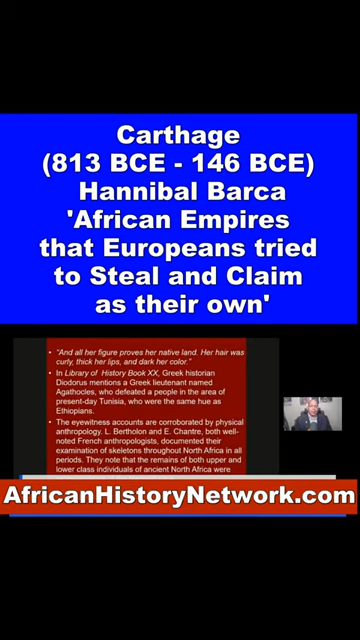 Carthage
(813 BCE - 146 BCE)
Hannibal Barca
'African Empires
that Europeans tried
to Steal and Claim
as their own'
• "And all her figure proves her native land. Her hair was
curly, thick her lips, and dark her color."
• In Library of History Book XX, Greek historian
Diodorus mentions a Greek lieutenant named
Agathocles, who defeated a people in the area of
present-day Tunisia, who were the same hue as
Ethiopians.
• The eyewitness accounts are corroborated by physical
anthropology. L. Bertholon and E. Chantre, both well-
noted French anthropologists, documented their
examination of skeletons throughout North Africa in all
periods. They note that the remains of both upper and
lower class individuals of ancient North Africa were
AfricanHistoryNetwork.com